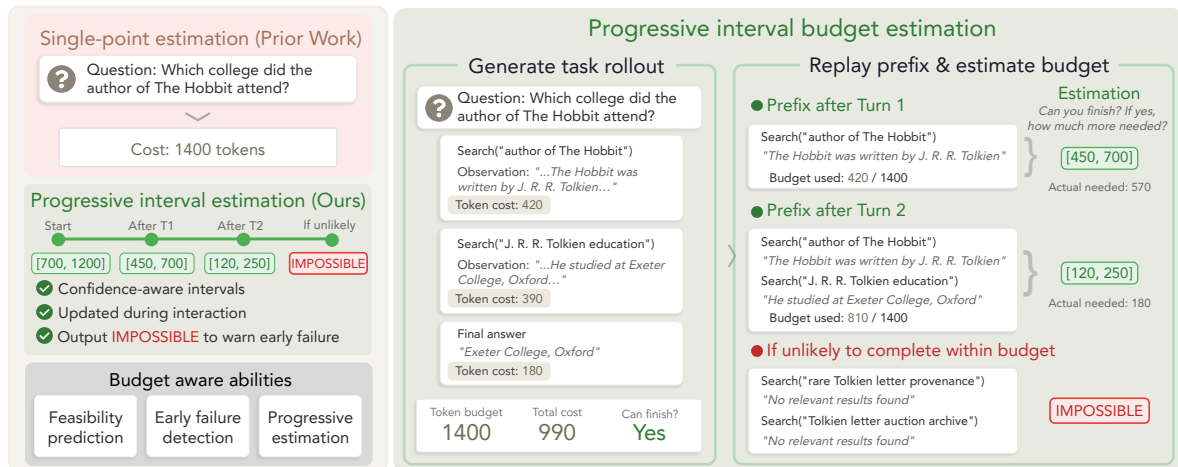 Single-point estimation (Prior Work)
?
Question: Which college did the
author of The Hobbit attend?
Cost: 1400 tokens
Progressive interval estimation (Ours)
Start After T1 After T2 If unlikely
[700, 1200] [450, 700] [120, 250] IMPOSSIBLE
Confidence-aware intervals
Updated during interaction
Output IMPOSSIBLE to warn early failure
Budget aware abilities
Feasibility
prediction
Early failure
detection
Progressive
estimation
Progressive interval budget estimation
Generate task rollout
?
Question: Which college did the
author of The Hobbit attend?
Search("author of The Hobbit")
Observation: "...The Hobbit was
written by J. R. R. Tolkien..."
Token cost: 420
Search("J. R. R. Tolkien education")
Observation: "...He studied at Exeter
College, Oxford..."
Token cost: 390
Final answer
"Exeter College, Oxford"
Token cost: 180
Token budget Total cost Can finish?
1400 990 Yes
Replay prefix & estimate budget
Prefix after Turn 1
Estimation
Can you finish? If yes,
how much more needed?
Search("author of The Hobbit")
"The Hobbit was written by J. R. R. Tolkien"
Budget used: 420 / 1400
[450, 700]
Actual needed: 570
Prefix after Turn 2
Search("author of The Hobbit")
"The Hobbit was written by J. R. R. Tolkien"
Search("J. R. R. Tolkien education")
"He studied at Exeter College, Oxford"
Budget used: 810 / 1400
[120, 250]
Actual needed: 180
If unlikely to complete within budget
Search("rare Tolkien letter provenance")
"No relevant results found"
Search("Tolkien letter auction archive")
"No relevant results found"
IMPOSSIBLE